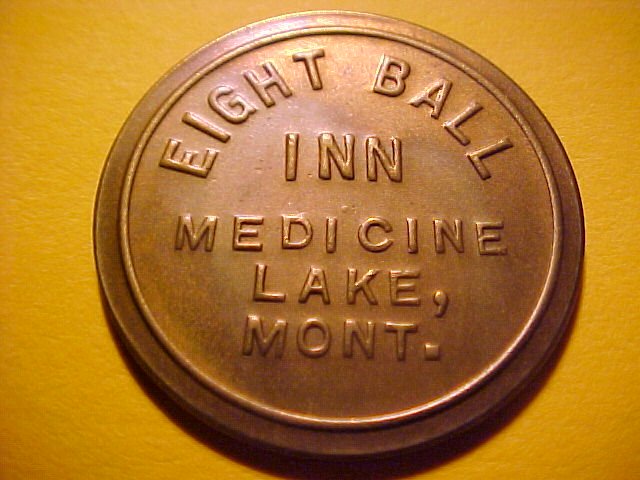 EIGHT BALL
INN
MEDICINE
LAKE,
MONT.